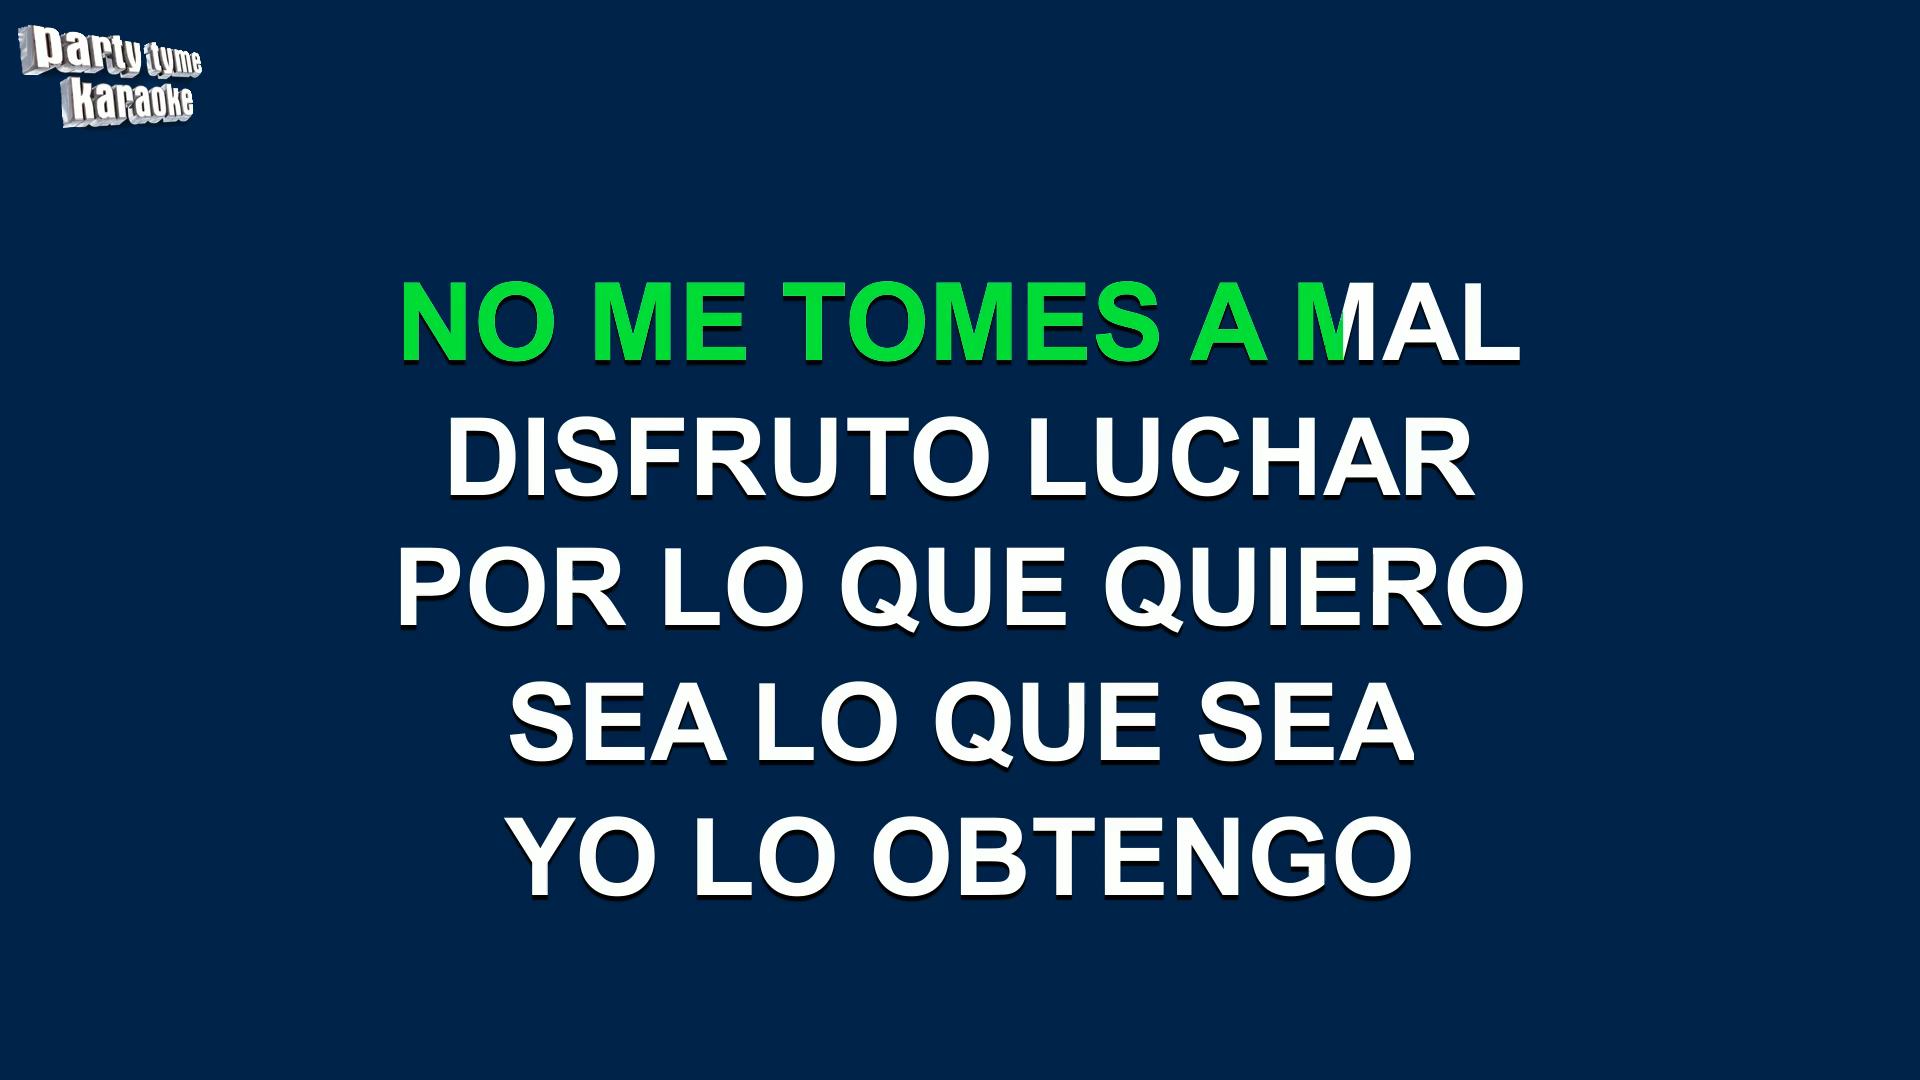 party tyme
karaoke
NO ME TOMES A MAL
DISFRUTO LUCHAR
POR LO QUE QUIERO
SEA LO QUE SEA
YO LO OBTENGO